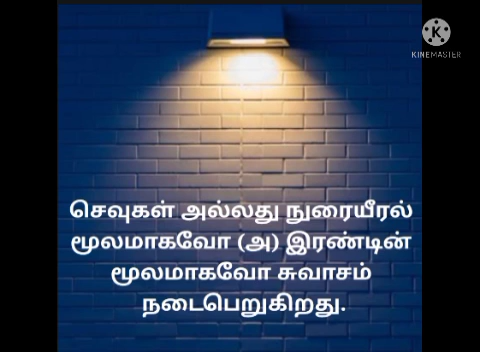 KINEMASTER
செவுகள் அல்லது நுரையீரல்
மூலமாகவோ (அ) இரண்டின்
மூலமாகவோ சுவாசம்
நடைபெறுகிறது.